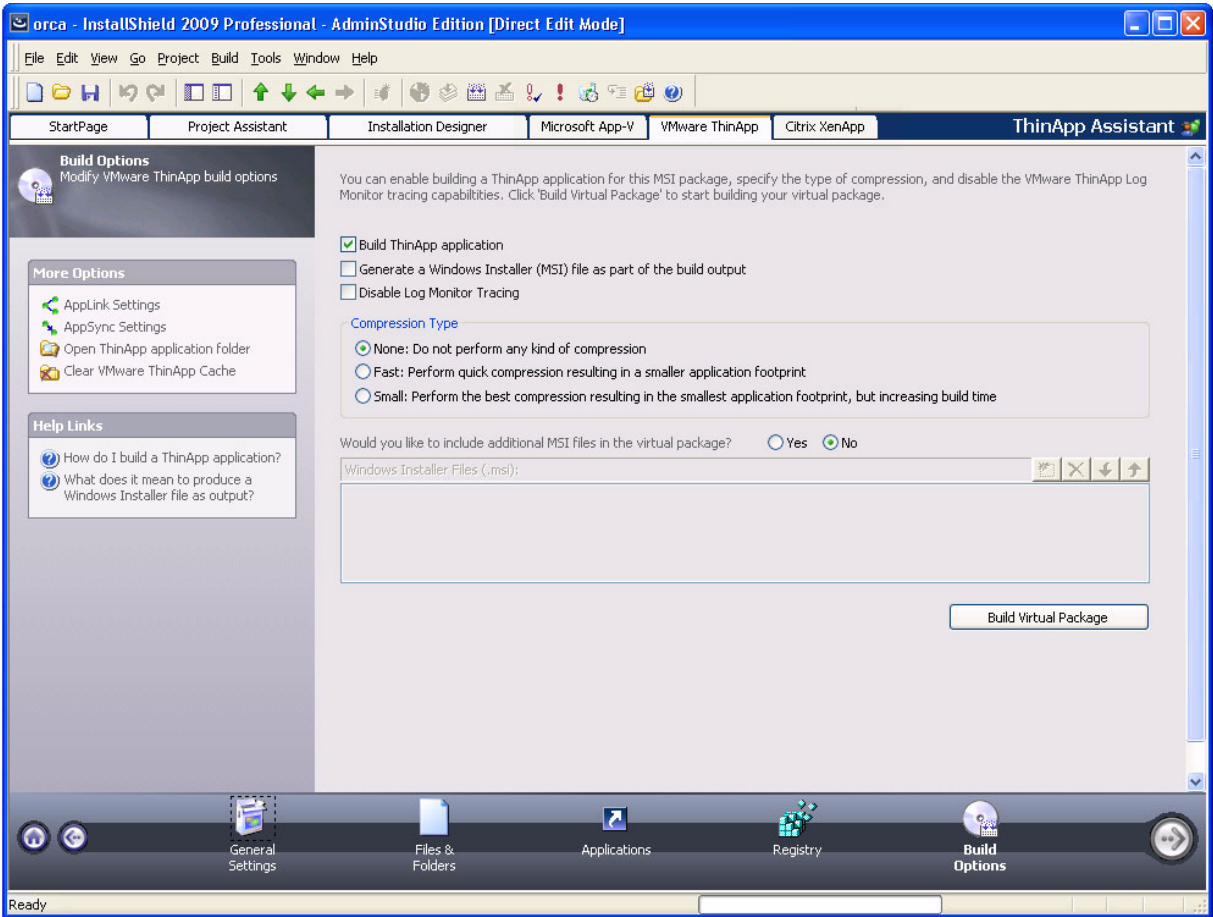 orca - InstallShield 2009 Professional - AdminStudio Edition [Direct Edit Mode]
File Edit View Go Project Build Tools Window Help
StartPage Project Assistant Installation Designer Microsoft App-V VMware ThinApp Citrix XenApp ThinApp Assistant
Build Options
Modify VMware ThinApp build options
More Options
AppLink Settings
AppSync Settings
Open ThinApp application folder
Clear VMware ThinApp Cache
Help Links
How do I build a ThinApp application?
What does it mean to produce a
Windows Installer file as output?
You can enable building a ThinApp application for this MSI package, specify the type of compression, and disable the VMware ThinApp Log
Monitor tracing capabiltities. Click 'Build Virtual Package' to start building your virtual package.
Build ThinApp application
Generate a Windows Installer (MSI) file as part of the build output
Disable Log Monitor Tracing
Compression Type
None: Do not perform any kind of compression
Fast: Perform quick compression resulting in a smaller application footprint
Small: Perform the best compression resulting in the smallest application footprint, but increasing build time
Would you like to include additional MSI files in the virtual package? Yes No
Windows Installer Files (.msi):
Build Virtual Package
General
Settings
Files &
Folders
Applications
Registry
Build
Options
Ready